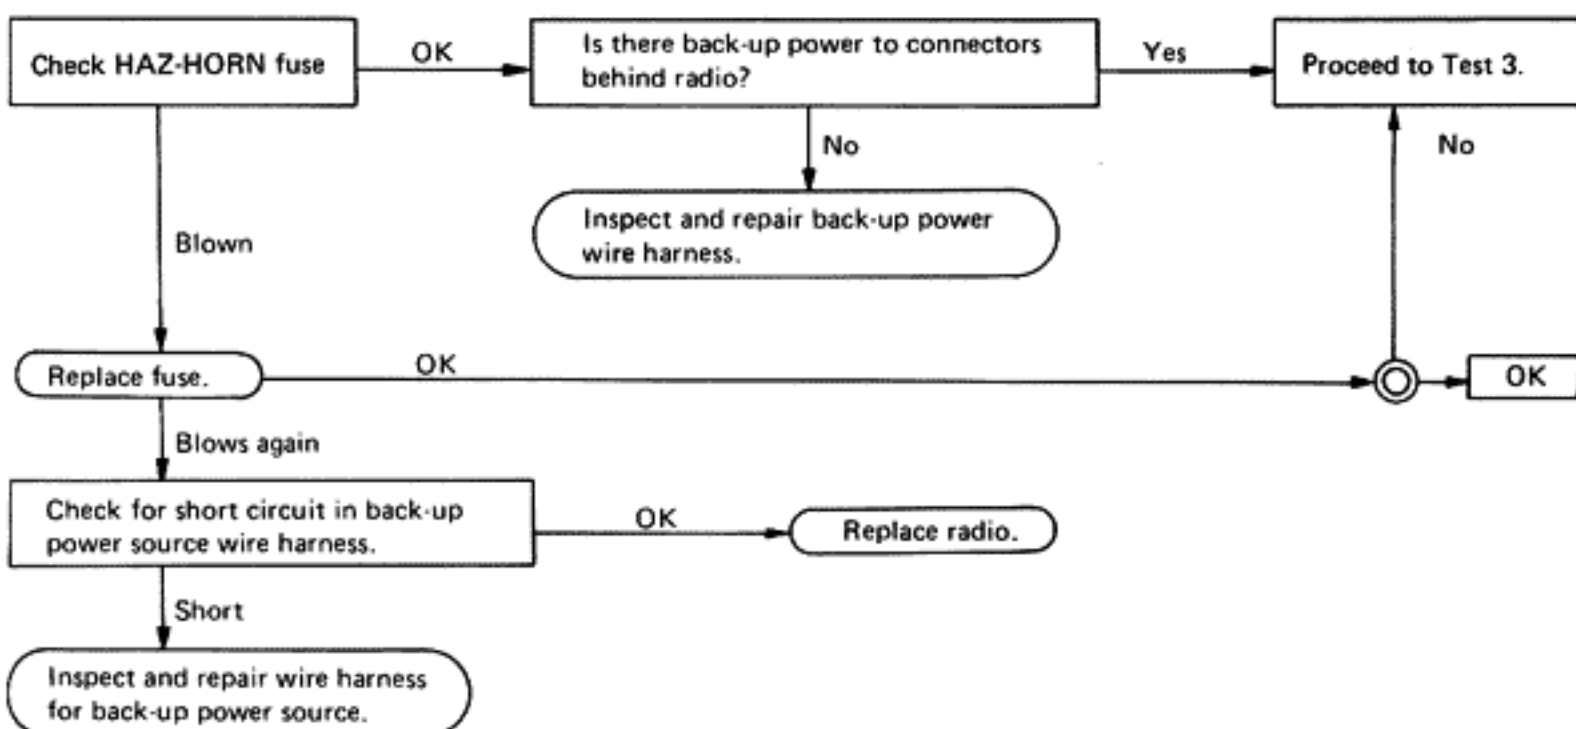 Check HAZ-HORN fuse
OK
Is there back-up power to connectors
behind radio?
Yes
Proceed to Test 3.
No
No
Inspect and repair back-up power
wire harness.
Blown
Replace fuse.
OK
OK
Blows again
Check for short circuit in back-up
power source wire harness.
OK
Replace radio.
Short
Inspect and repair wire harness
for back-up power source.